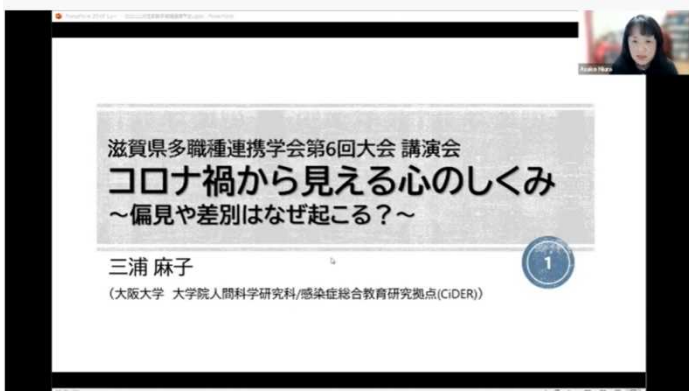 Asako Miura
滋賀県多職種連携学会第6回大会 講演会
コロナ禍から見える心のしくみ
～偏見や差別はなぜ起こる？～
三浦 麻子
1
（大阪大学 大学院人間科学研究科/感染症総合教育研究拠点(CiDER)）